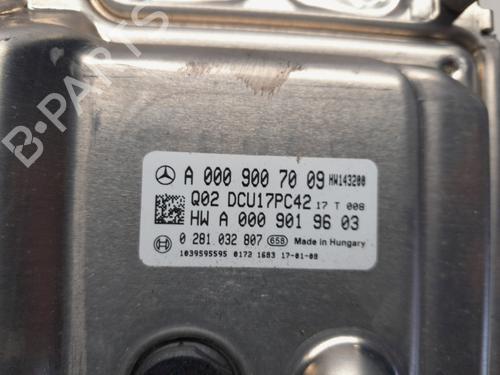 B-PARTS
A 000 900 70 09 HW143200
Q02 DCU17PC42 17 T 008
HW A 000 901 96 03
0 281 032 807 658 Made in Hungary
1039S95595 0172 1683 17-01-08